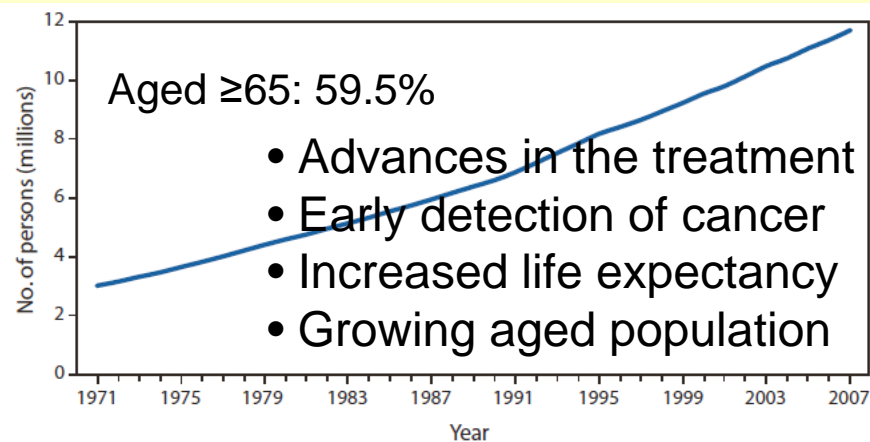 12
10
8
6
4
2
0
No. of persons (millions)
Aged ≥65: 59.5%
• Advances in the treatment
• Early detection of cancer
• Increased life expectancy
• Growing aged population
1971 1975 1979 1983 1987 1991 1995 1999 2003 2007
Year